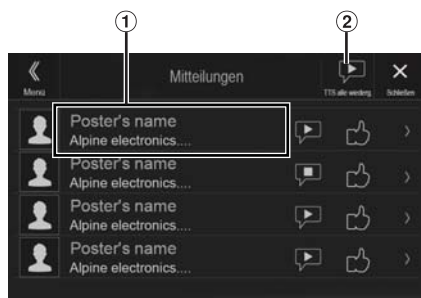 ① ②
Menü Mitteilungen TTS alle wiederg. Schließen
Poster's name
Alpine electronics....
Poster's name
Alpine electronics....
Poster's name
Alpine electronics....
Poster's name
Alpine electronics....